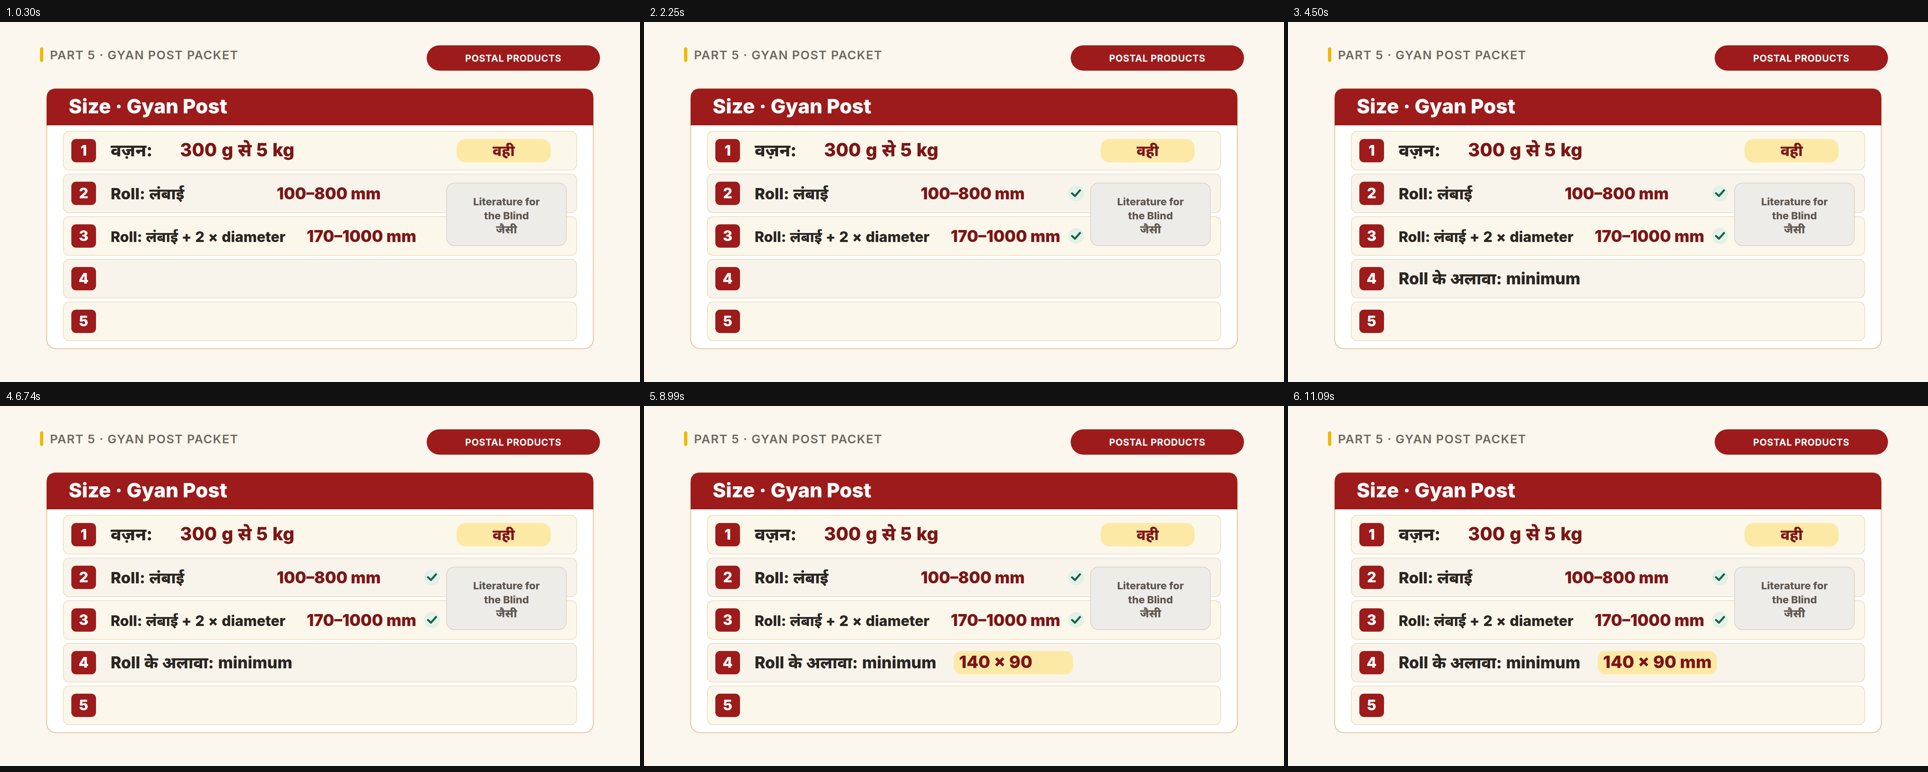 1. 0.30s
PART 5 · GYAN POST PACKET
POSTAL PRODUCTS
Size · Gyan Post
1 वज़न: 300 g से 5 kg वही
2 Roll: लंबाई 100–800 mm
3 Roll: लंबाई + 2 × diameter 170–1000 mm
Literature for
the Blind
जैसी
4
5
2. 2.25s
PART 5 · GYAN POST PACKET
POSTAL PRODUCTS
Size · Gyan Post
1 वज़न: 300 g से 5 kg वही
2 Roll: लंबाई 100–800 mm ✓
3 Roll: लंबाई + 2 × diameter 170–1000 mm ✓
Literature for
the Blind
जैसी
4
5
3. 4.50s
PART 5 · GYAN POST PACKET
POSTAL PRODUCTS
Size · Gyan Post
1 वज़न: 300 g से 5 kg वही
2 Roll: लंबाई 100–800 mm ✓
3 Roll: लंबाई + 2 × diameter 170–1000 mm ✓
Literature for
the Blind
जैसी
4 Roll के अलावा: minimum
5
4. 6.74s
PART 5 · GYAN POST PACKET
POSTAL PRODUCTS
Size · Gyan Post
1 वज़न: 300 g से 5 kg वही
2 Roll: लंबाई 100–800 mm ✓
3 Roll: लंबाई + 2 × diameter 170–1000 mm ✓
Literature for
the Blind
जैसी
4 Roll के अलावा: minimum
5
5. 8.99s
PART 5 · GYAN POST PACKET
POSTAL PRODUCTS
Size · Gyan Post
1 वज़न: 300 g से 5 kg वही
2 Roll: लंबाई 100–800 mm ✓
3 Roll: लंबाई + 2 × diameter 170–1000 mm ✓
Literature for
the Blind
जैसी
4 Roll के अलावा: minimum 140 × 90
5
6. 11.09s
PART 5 · GYAN POST PACKET
POSTAL PRODUCTS
Size · Gyan Post
1 वज़न: 300 g से 5 kg वही
2 Roll: लंबाई 100–800 mm ✓
3 Roll: लंबाई + 2 × diameter 170–1000 mm ✓
Literature for
the Blind
जैसी
4 Roll के अलावा: minimum 140 × 90 mm
5